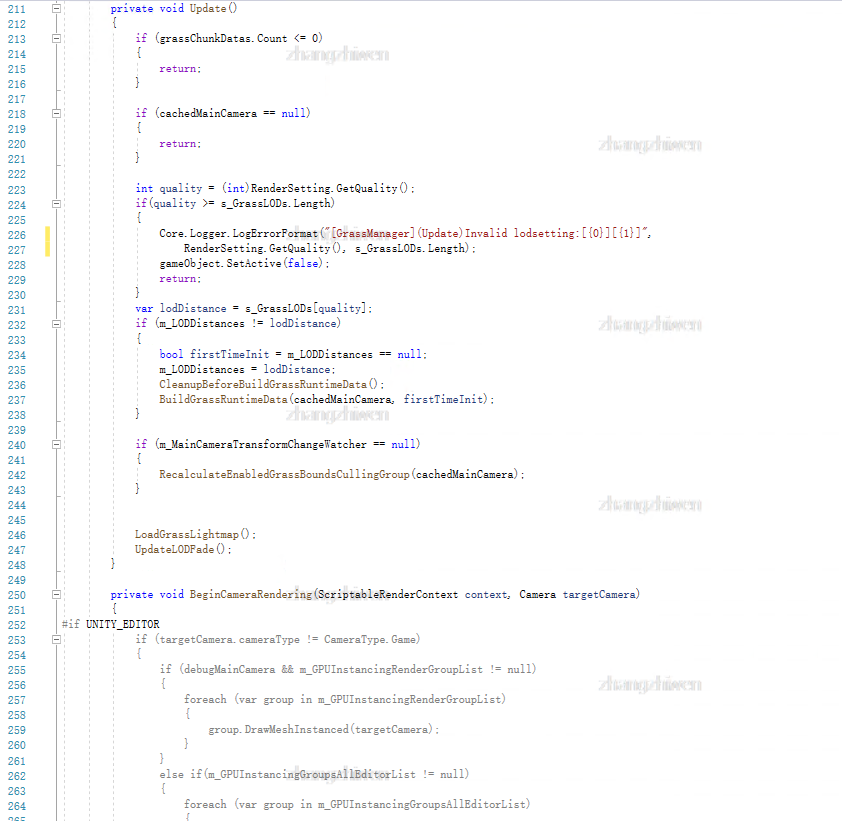 211 private void Update()
212 {
213 if (grassChunkDatas.Count <= 0)
214 {
zhangzhiwen
215 return;
216 }
217
218 if (cachedMainCamera == null)
219 {
220 return;
zhangzhiwen
221 }
222
223 int quality = (int)RenderSetting.GetQuality();
224 if(quality >= s_GrassLODs.Length)
225 {
226 Core.Logger.LogErrorFormat("[GrassManager](Update)Invalid lodsetting:[{0}][{1}]",
227 RenderSetting.GetQuality(), s_GrassLODs.Length);
228 gameObject.SetActive(false);
229 return;
230 }
231 var lodDistance = s_GrassLODs[quality];
232 if (m_LODDistances != lodDistance)
zhangzhiwen
233 {
234 bool firstTimeInit = m_LODDistances == null;
235 m_LODDistances = lodDistance;
236 CleanupBeforeBuildGrassRuntimeData();
237 BuildGrassRuntimeData(cachedMainCamera, firstTimeInit);
238 }
zhangzhiwen
239
240 if (m_MainCameraTransformChangeWatcher == null)
241 {
242 RecalculateEnabledGrassBoundsCullingGroup(cachedMainCamera);
243 }
244
zhangzhiwen
245
246 LoadGrassLightmap();
247 UpdateLODFade();
248 }
249
250 private void BeginCameraRendering(ScriptableRenderContext context, Camera targetCamera)
251 {
252 #if UNITY_EDITOR
253 if (targetCamera.cameraType != CameraType.Game)
254 {
255 if (debugMainCamera && m_GPUInstancingRenderGroupList != null)
256 {
zhangzhiwen
257 foreach (var group in m_GPUInstancingRenderGroupList)
258 {
259 group.DrawMeshInstanced(targetCamera);
260 }
261 }
262 else if(m_GPUInstancingGroupsAllEditorList != null)
263 {
264 foreach (var group in m_GPUInstancingGroupsAllEditorList)
265 {